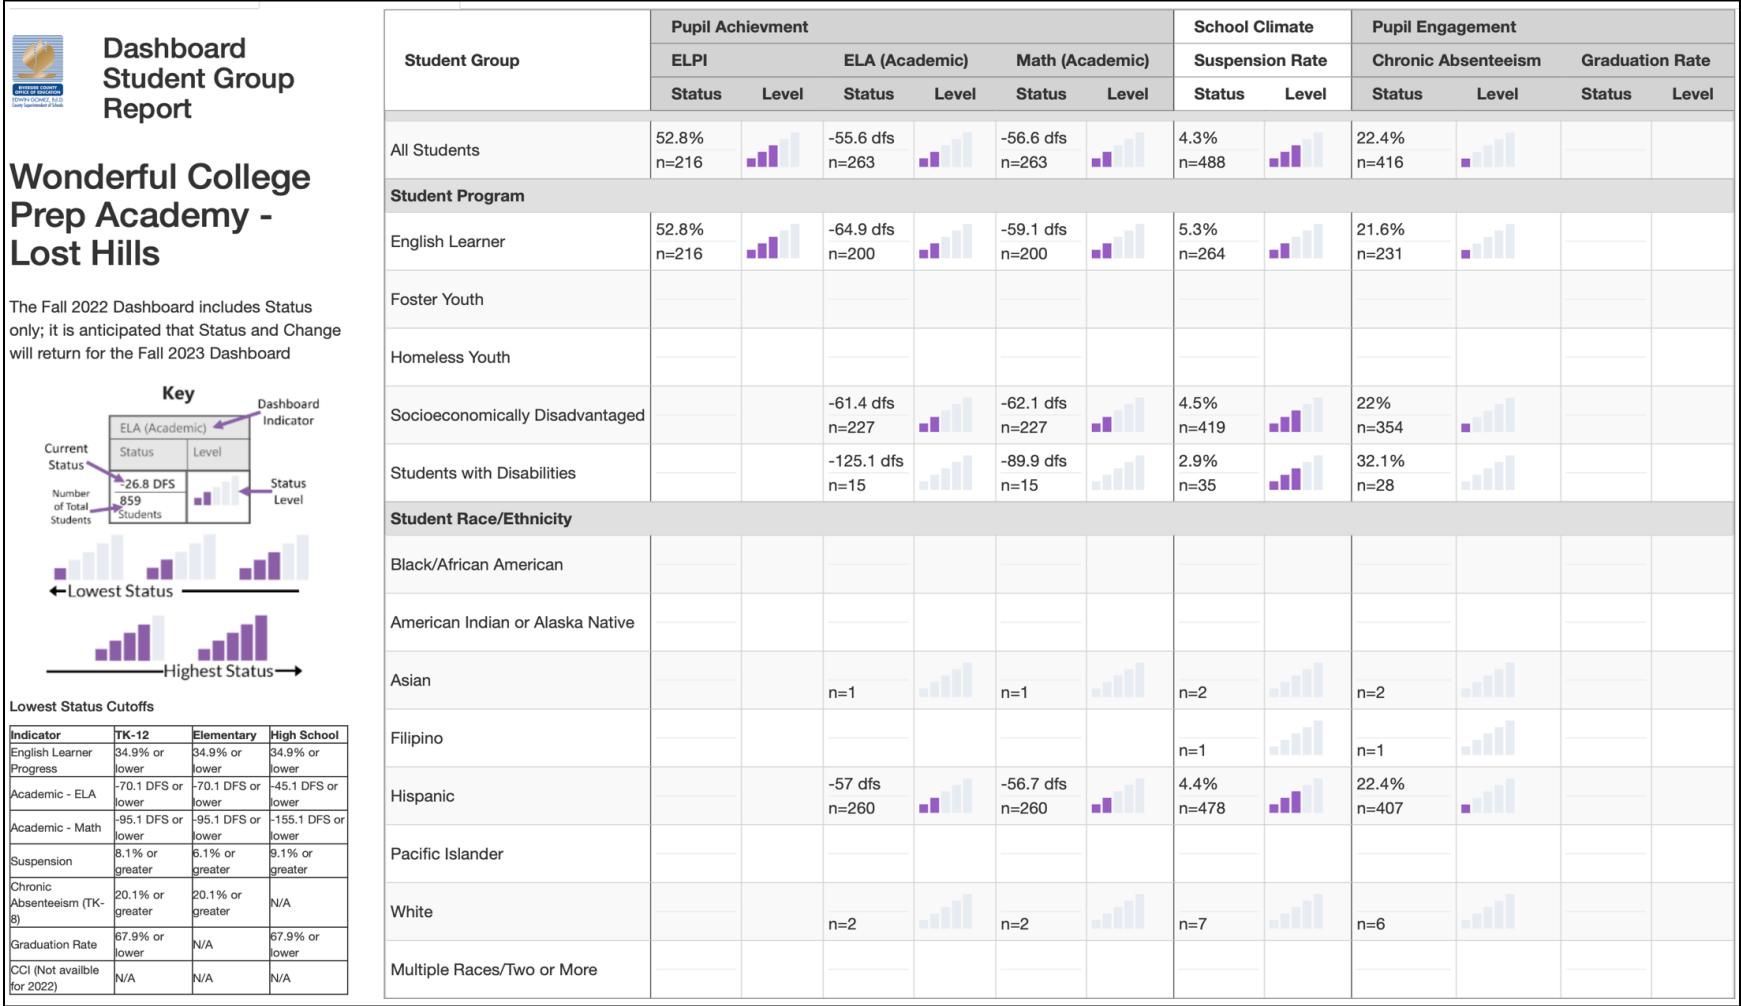 Dashboard
Student Group
Report
RIVERSIDE COUNTY
OFFICE OF EDUCATION
EDWIN GOMEZ, Ed.D.
County Superintendent of Schools
Wonderful College
Prep Academy -
Lost Hills
The Fall 2022 Dashboard includes Status
only; it is anticipated that Status and Change
will return for the Fall 2023 Dashboard
Key
Dashboard
Indicator
ELA (Academic)
Current
Status
Status Level
-26.8 DFS
859
Students
Status
Level
Number
of Total
Students
Lowest Status
Highest Status
Lowest Status Cutoffs
Indicator TK-12 Elementary High School
English Learner Progress 34.9% or lower 34.9% or lower 34.9% or lower
Academic - ELA -70.1 DFS or lower -70.1 DFS or lower -45.1 DFS or lower
Academic - Math -95.1 DFS or lower -95.1 DFS or lower -155.1 DFS or lower
Suspension 8.1% or greater 6.1% or greater 9.1% or greater
Chronic Absenteeism (TK-8) 20.1% or greater 20.1% or greater N/A
Graduation Rate 67.9% or lower N/A 67.9% or lower
CCI (Not availble for 2022) N/A N/A N/A
Student Group
Pupil Achievment School Climate Pupil Engagement
ELPI ELA (Academic) Math (Academic) Suspension Rate Chronic Absenteeism Graduation Rate
Status Level Status Level Status Level Status Level Status Level Status Level
All Students
52.8% -55.6 dfs -56.6 dfs 4.3% 22.4%
n=216 n=263 n=263 n=488 n=416
Student Program
English Learner
52.8% -64.9 dfs -59.1 dfs 5.3% 21.6%
n=216 n=200 n=200 n=264 n=231
Foster Youth
Homeless Youth
Socioeconomically Disadvantaged
-61.4 dfs -62.1 dfs 4.5% 22%
n=227 n=227 n=419 n=354
Students with Disabilities
-125.1 dfs -89.9 dfs 2.9% 32.1%
n=15 n=15 n=35 n=28
Student Race/Ethnicity
Black/African American
American Indian or Alaska Native
Asian
n=1 n=1 n=2 n=2
Filipino
n=1 n=1
Hispanic
-57 dfs -56.7 dfs 4.4% 22.4%
n=260 n=260 n=478 n=407
Pacific Islander
White
n=2 n=2 n=7 n=6
Multiple Races/Two or More